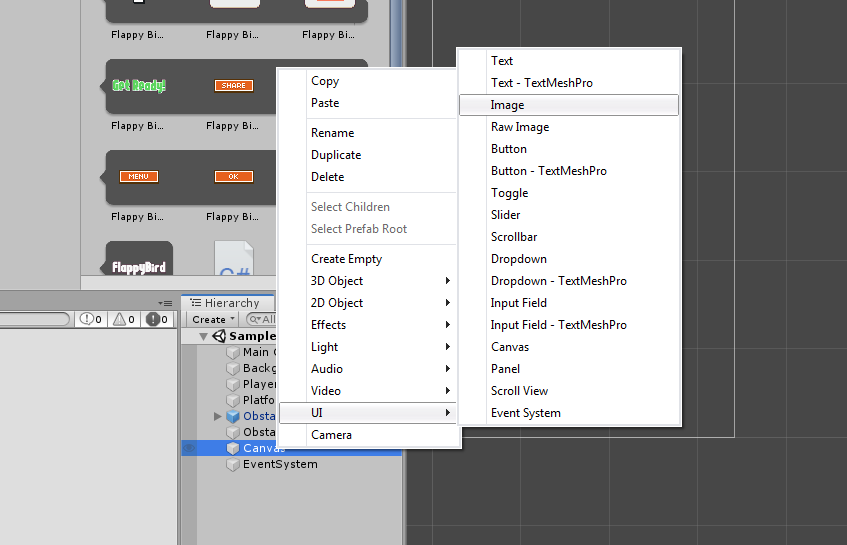 Flappy Bi...
Flappy Bi...
Flappy Bi...
Get Ready!
SHARE
Flappy Bi...
Flappy Bi...
MENU
OK
Flappy Bi...
Flappy Bi...
FlappyBird
C#
Copy
Paste
Rename
Duplicate
Delete
Select Children
Select Prefab Root
Create Empty
3D Object
2D Object
Effects
Light
Audio
Video
UI
Camera
Text
Text - TextMeshPro
Image
Raw Image
Button
Button - TextMeshPro
Toggle
Slider
Scrollbar
Dropdown
Dropdown - TextMeshPro
Input Field
Input Field - TextMeshPro
Canvas
Panel
Scroll View
Event System
0
0
0
Hierarchy
Create
All
Sample
Main
Backg
Player
Platfo
Obsta
Obsta
Canvas
EventSystem